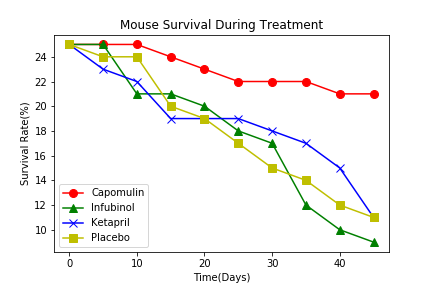 Mouse Survival During Treatment
Survival Rate(%)
24
22
20
18
16
14
12
10
Capomulin
Infubinol
Ketapril
Placebo
0
10
20
30
40
Time(Days)